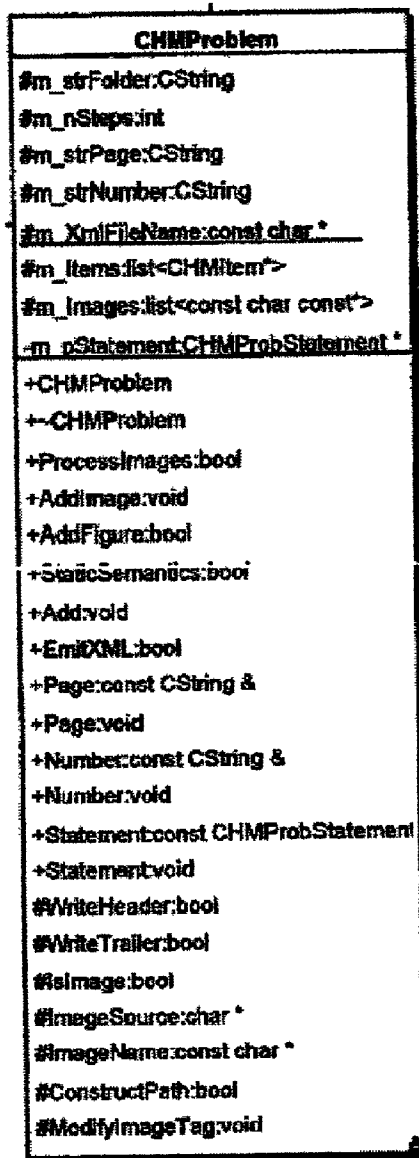 CHMProblem
#m_strFolder:CString
#m_nSteps:int
#m_strPage:CString
#m_strNumber:CString
#m_XmlFileName:const char *
#m_Items:list<CHMItem*>
#m_Images:list<const char const*>
-m_pStatement:CHMProbStatement *
+CHMProblem
+~CHMProblem
+ProcessImages:bool
+AddImage:void
+AddFigure:bool
+StaticSemantics:bool
+Add:void
+EmitXML:bool
+Page:const CString &
+Page:void
+Number:const CString &
+Number:void
+Statement:const CHMProbStatement
+Statement:void
#WriteHeader:bool
#WriteTrailer:bool
#isImage:bool
#ImageSource:char *
#ImageName:const char *
#ConstructPath:bool
#ModifyImageTag:void